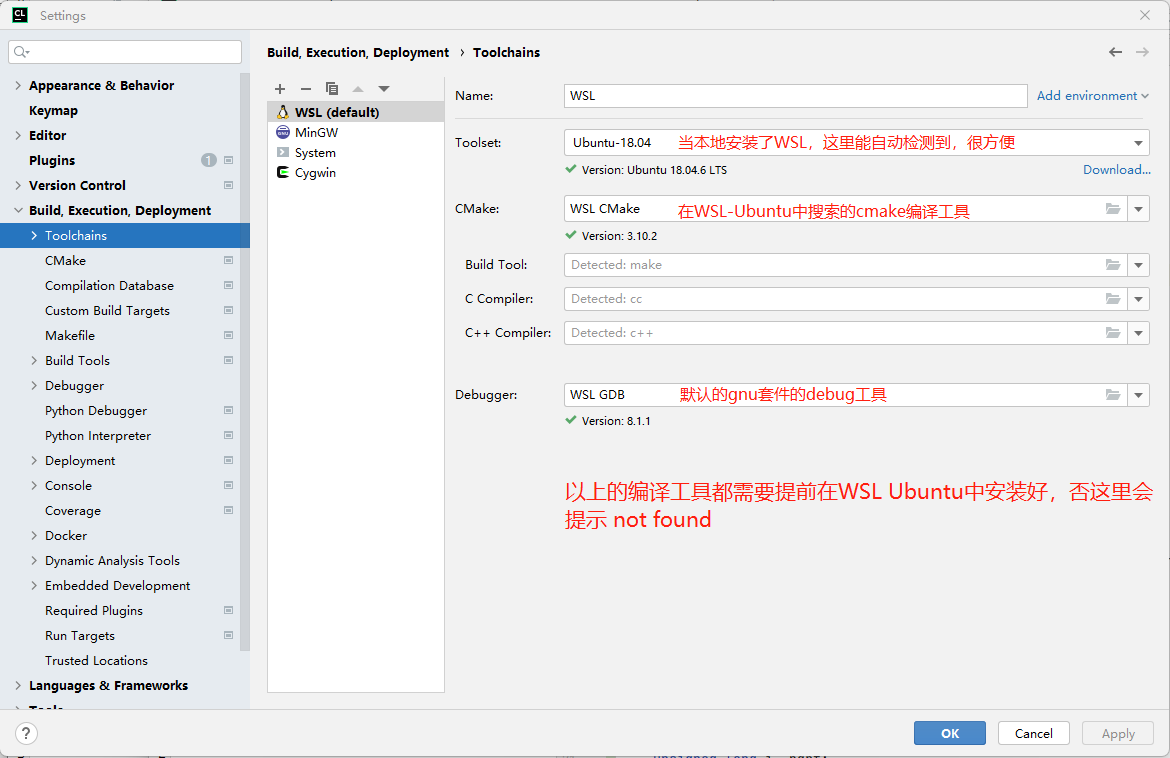 CL Settings
Build, Execution, Deployment › Toolchains
Appearance & Behavior
Keymap
Editor
Plugins 1
Version Control
Build, Execution, Deployment
Toolchains
CMake
Compilation Database
Custom Build Targets
Makefile
Build Tools
Debugger
Python Debugger
Python Interpreter
Deployment
Console
Coverage
Docker
Dynamic Analysis Tools
Embedded Development
Required Plugins
Run Targets
Trusted Locations
Languages & Frameworks
Tools
WSL (default)
MinGW
System
Cygwin
Name: WSL Add environment
Toolset: Ubuntu-18.04 当本地安装了WSL，这里能自动检测到，很方便
Version: Ubuntu 18.04.6 LTS Download...
CMake: WSL CMake 在WSL-Ubuntu中搜索的cmake编译工具
Version: 3.10.2
Build Tool: Detected: make
C Compiler: Detected: cc
C++ Compiler: Detected: c++
Debugger: WSL GDB 默认的gnu套件的debug工具
Version: 8.1.1
以上的编译工具都需要提前在WSL Ubuntu中安装好，否这里会
提示 not found
? OK Cancel Apply